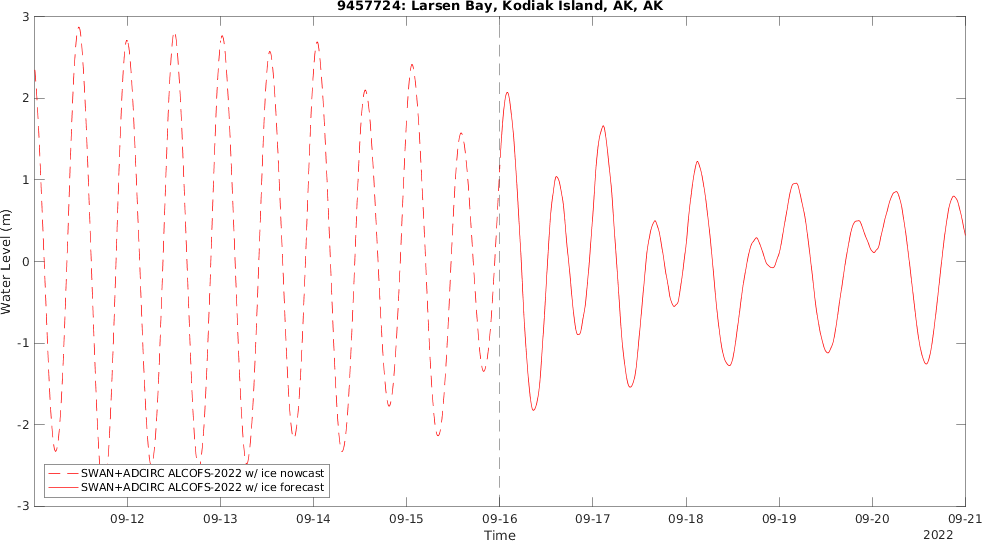 9457724: Larsen Bay, Kodiak Island, AK, AK
3
2
1
0
-1
-2
-3
Water Level (m)
SWAN+ADCIRC ALCOFS-2022 w/ ice nowcast
SWAN+ADCIRC ALCOFS-2022 w/ ice forecast
09-12 09-13 09-14 09-15 09-16 09-17 09-18 09-19 09-20 09-21
Time
2022